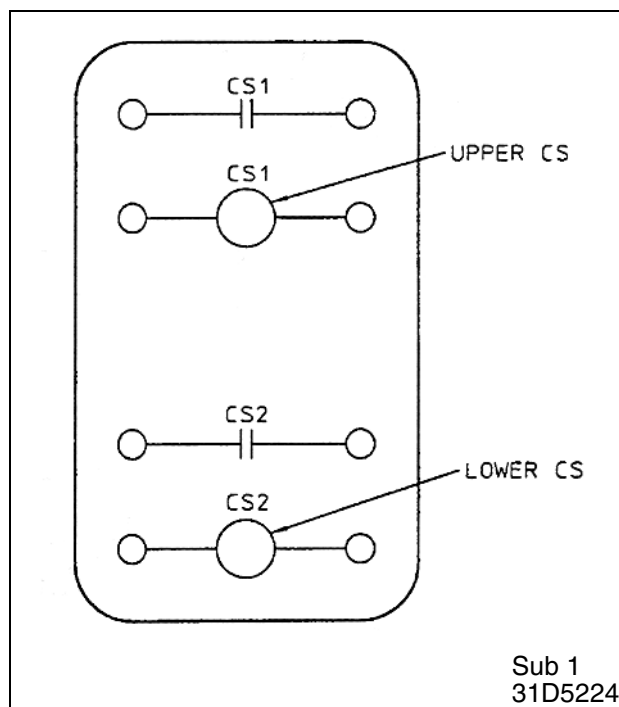 CS1
UPPER CS
CS1
CS2
LOWER CS
CS2
Sub 1
31D5224